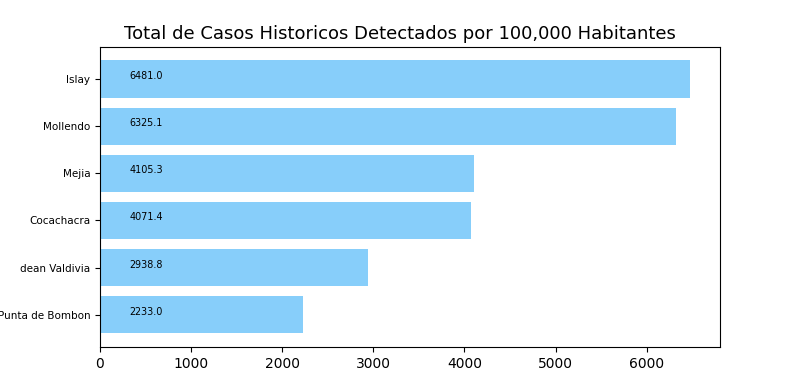 Total de Casos Historicos Detectados por 100,000 Habitantes
Islay 6481.0
Mollendo 6325.1
Mejia 4105.3
Cocachacra 4071.4
dean Valdivia 2938.8
Punta de Bombon 2233.0
0 1000 2000 3000 4000 5000 6000